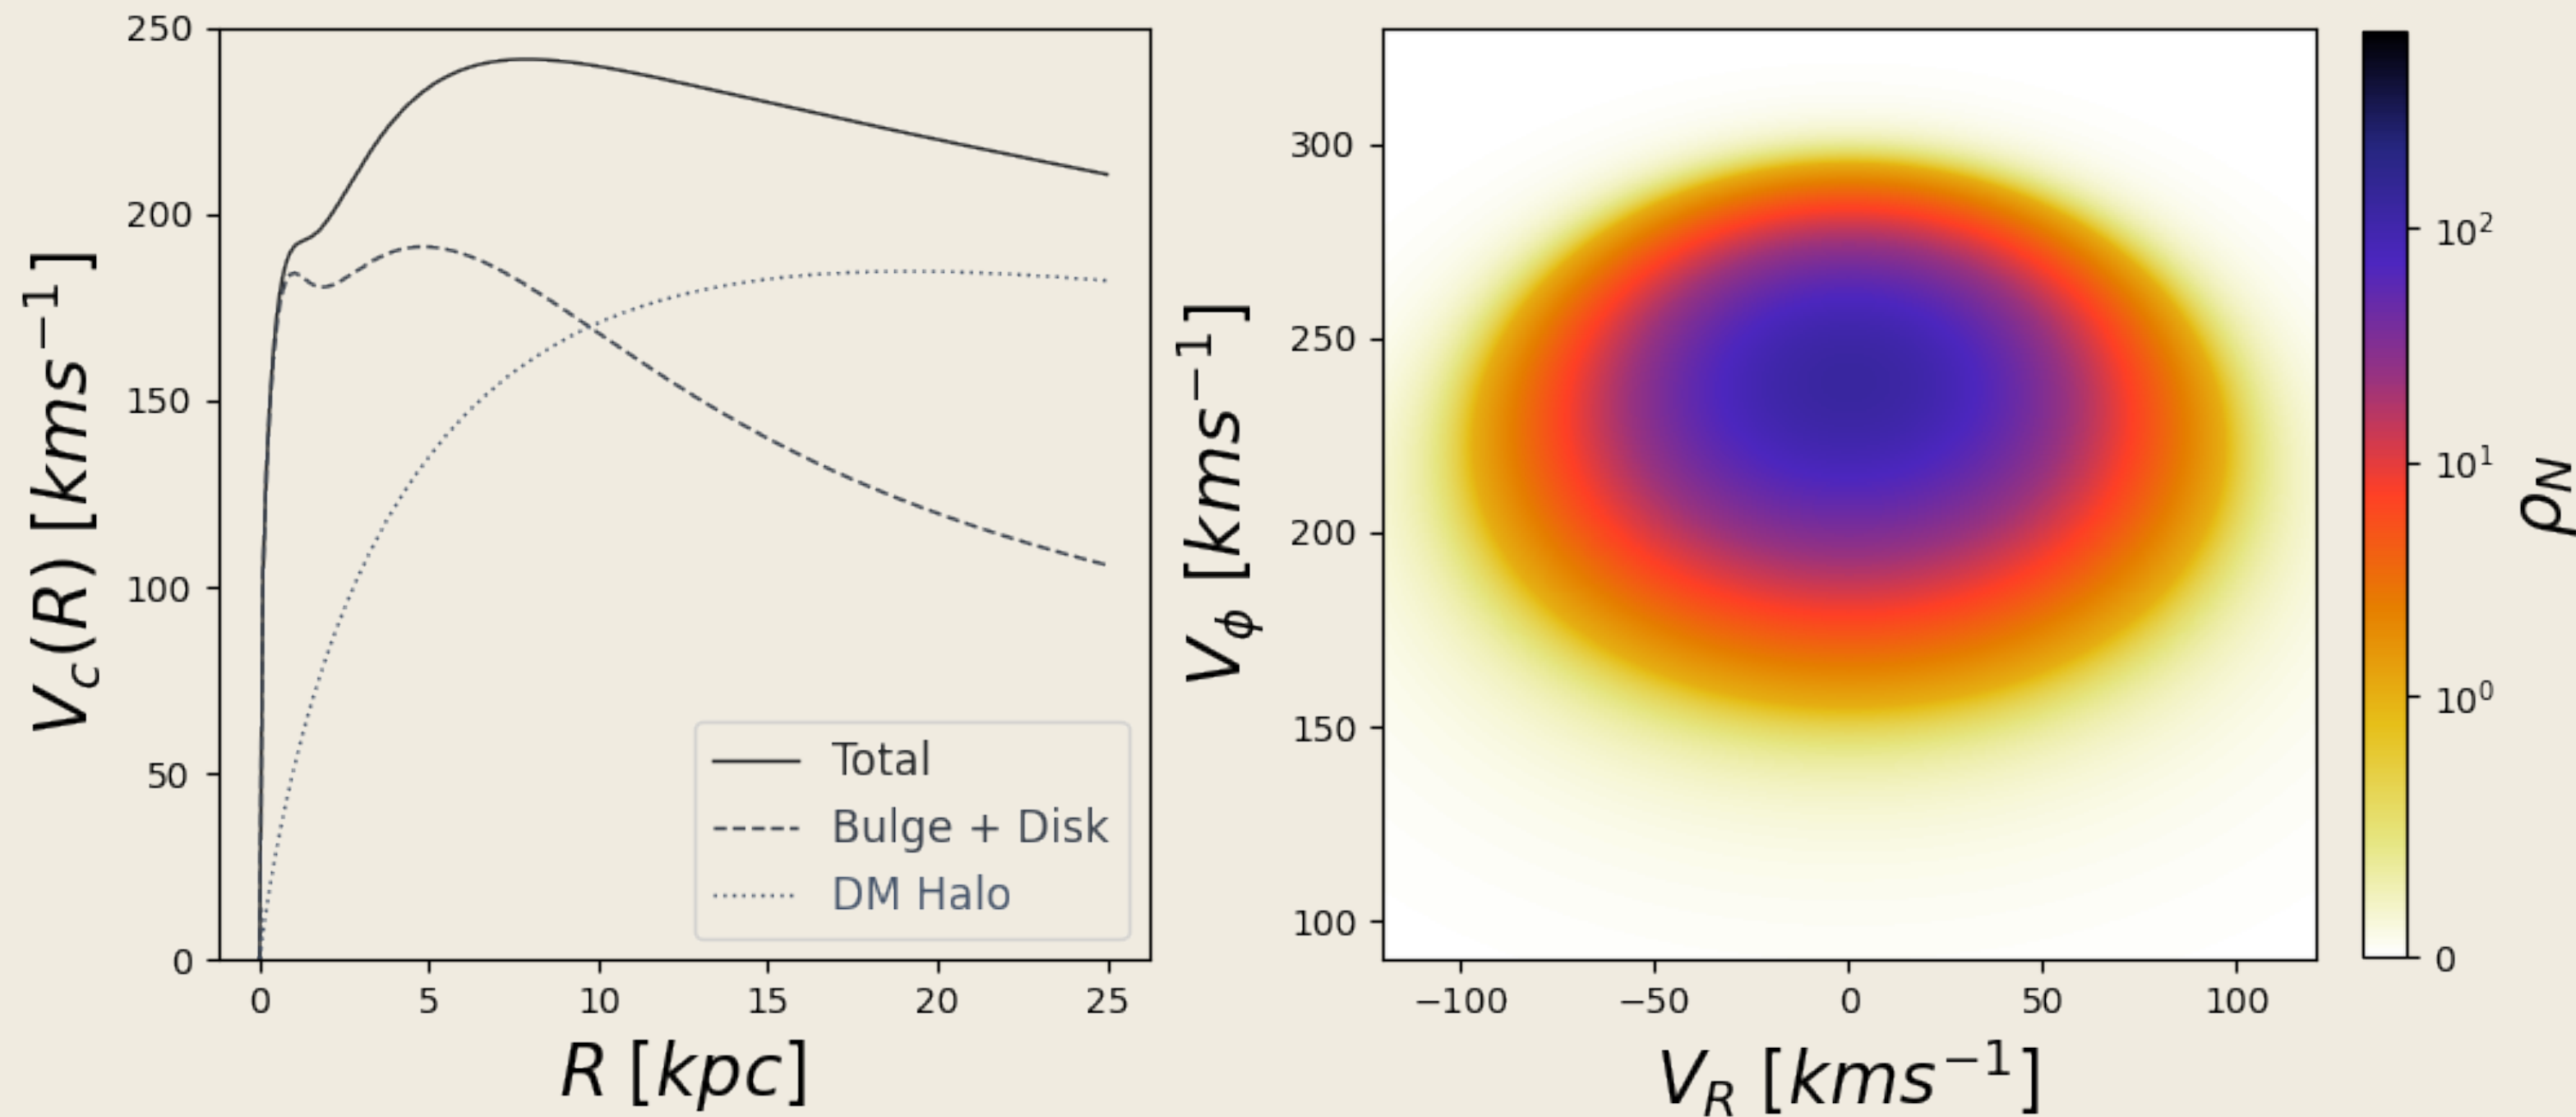 250
200
150
100
50
0
V_c(R) [kms^{-1}]
0 5 10 15 20 25
R [kpc]
Total
Bulge + Disk
DM Halo
300
250
200
150
100
V_ϕ [kms^{-1}]
−100 −50 0 50 100
V_R [kms^{-1}]
10^2
10^1
10^0
0
ρ_N